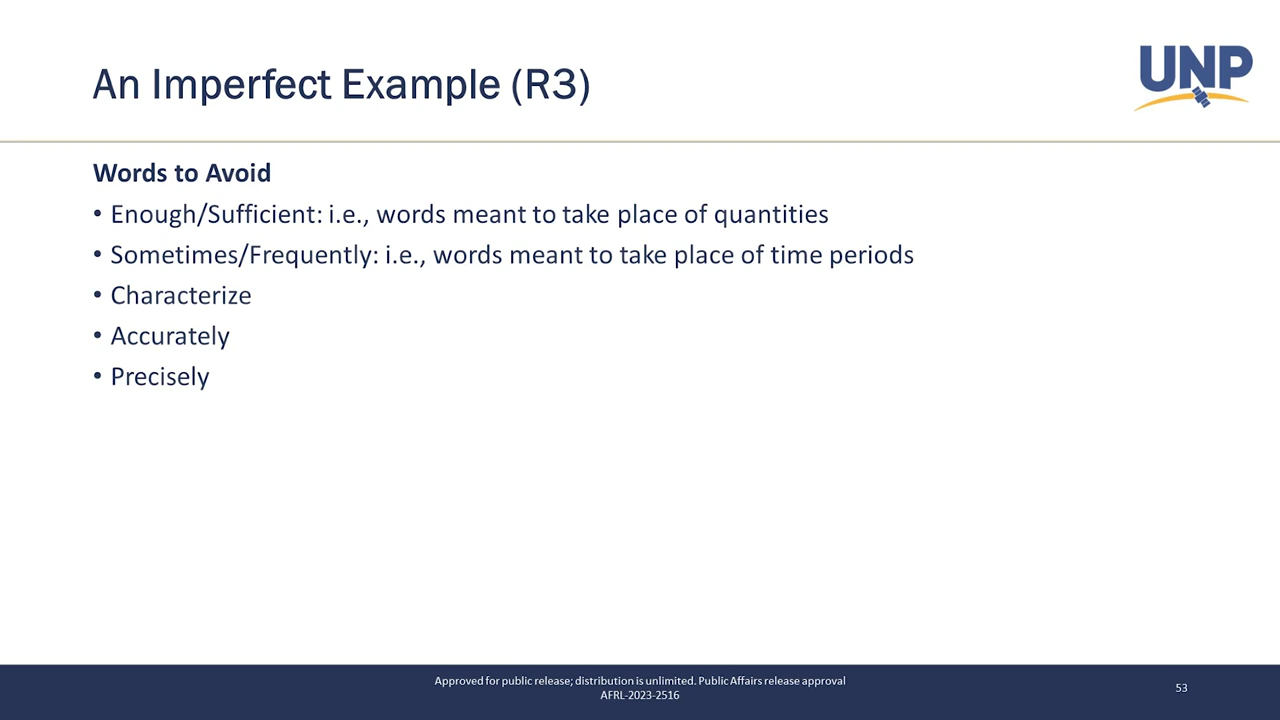 An Imperfect Example (R3)
UNP
Words to Avoid
• Enough/Sufficient: i.e., words meant to take place of quantities
• Sometimes/Frequently: i.e., words meant to take place of time periods
• Characterize
• Accurately
• Precisely
Approved for public release; distribution is unlimited. Public Affairs release approval
AFRL-2023-2516
53